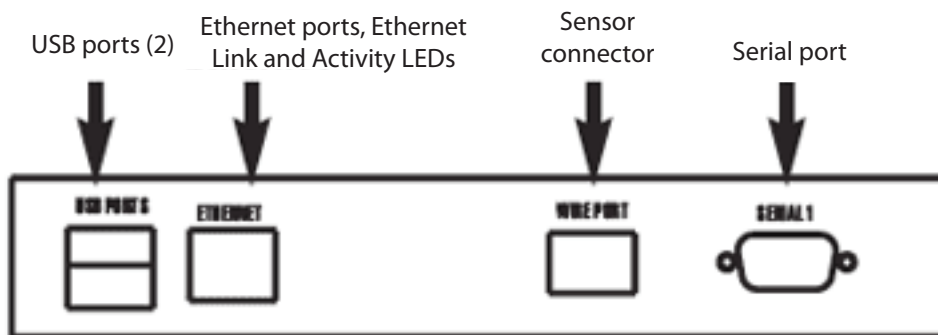 USB ports (2)
Ethernet ports, Ethernet
Link and Activity LEDs
Sensor
connector
Serial port
USB PORTS
ETHERNET
WIRE PORT
SERIAL 1